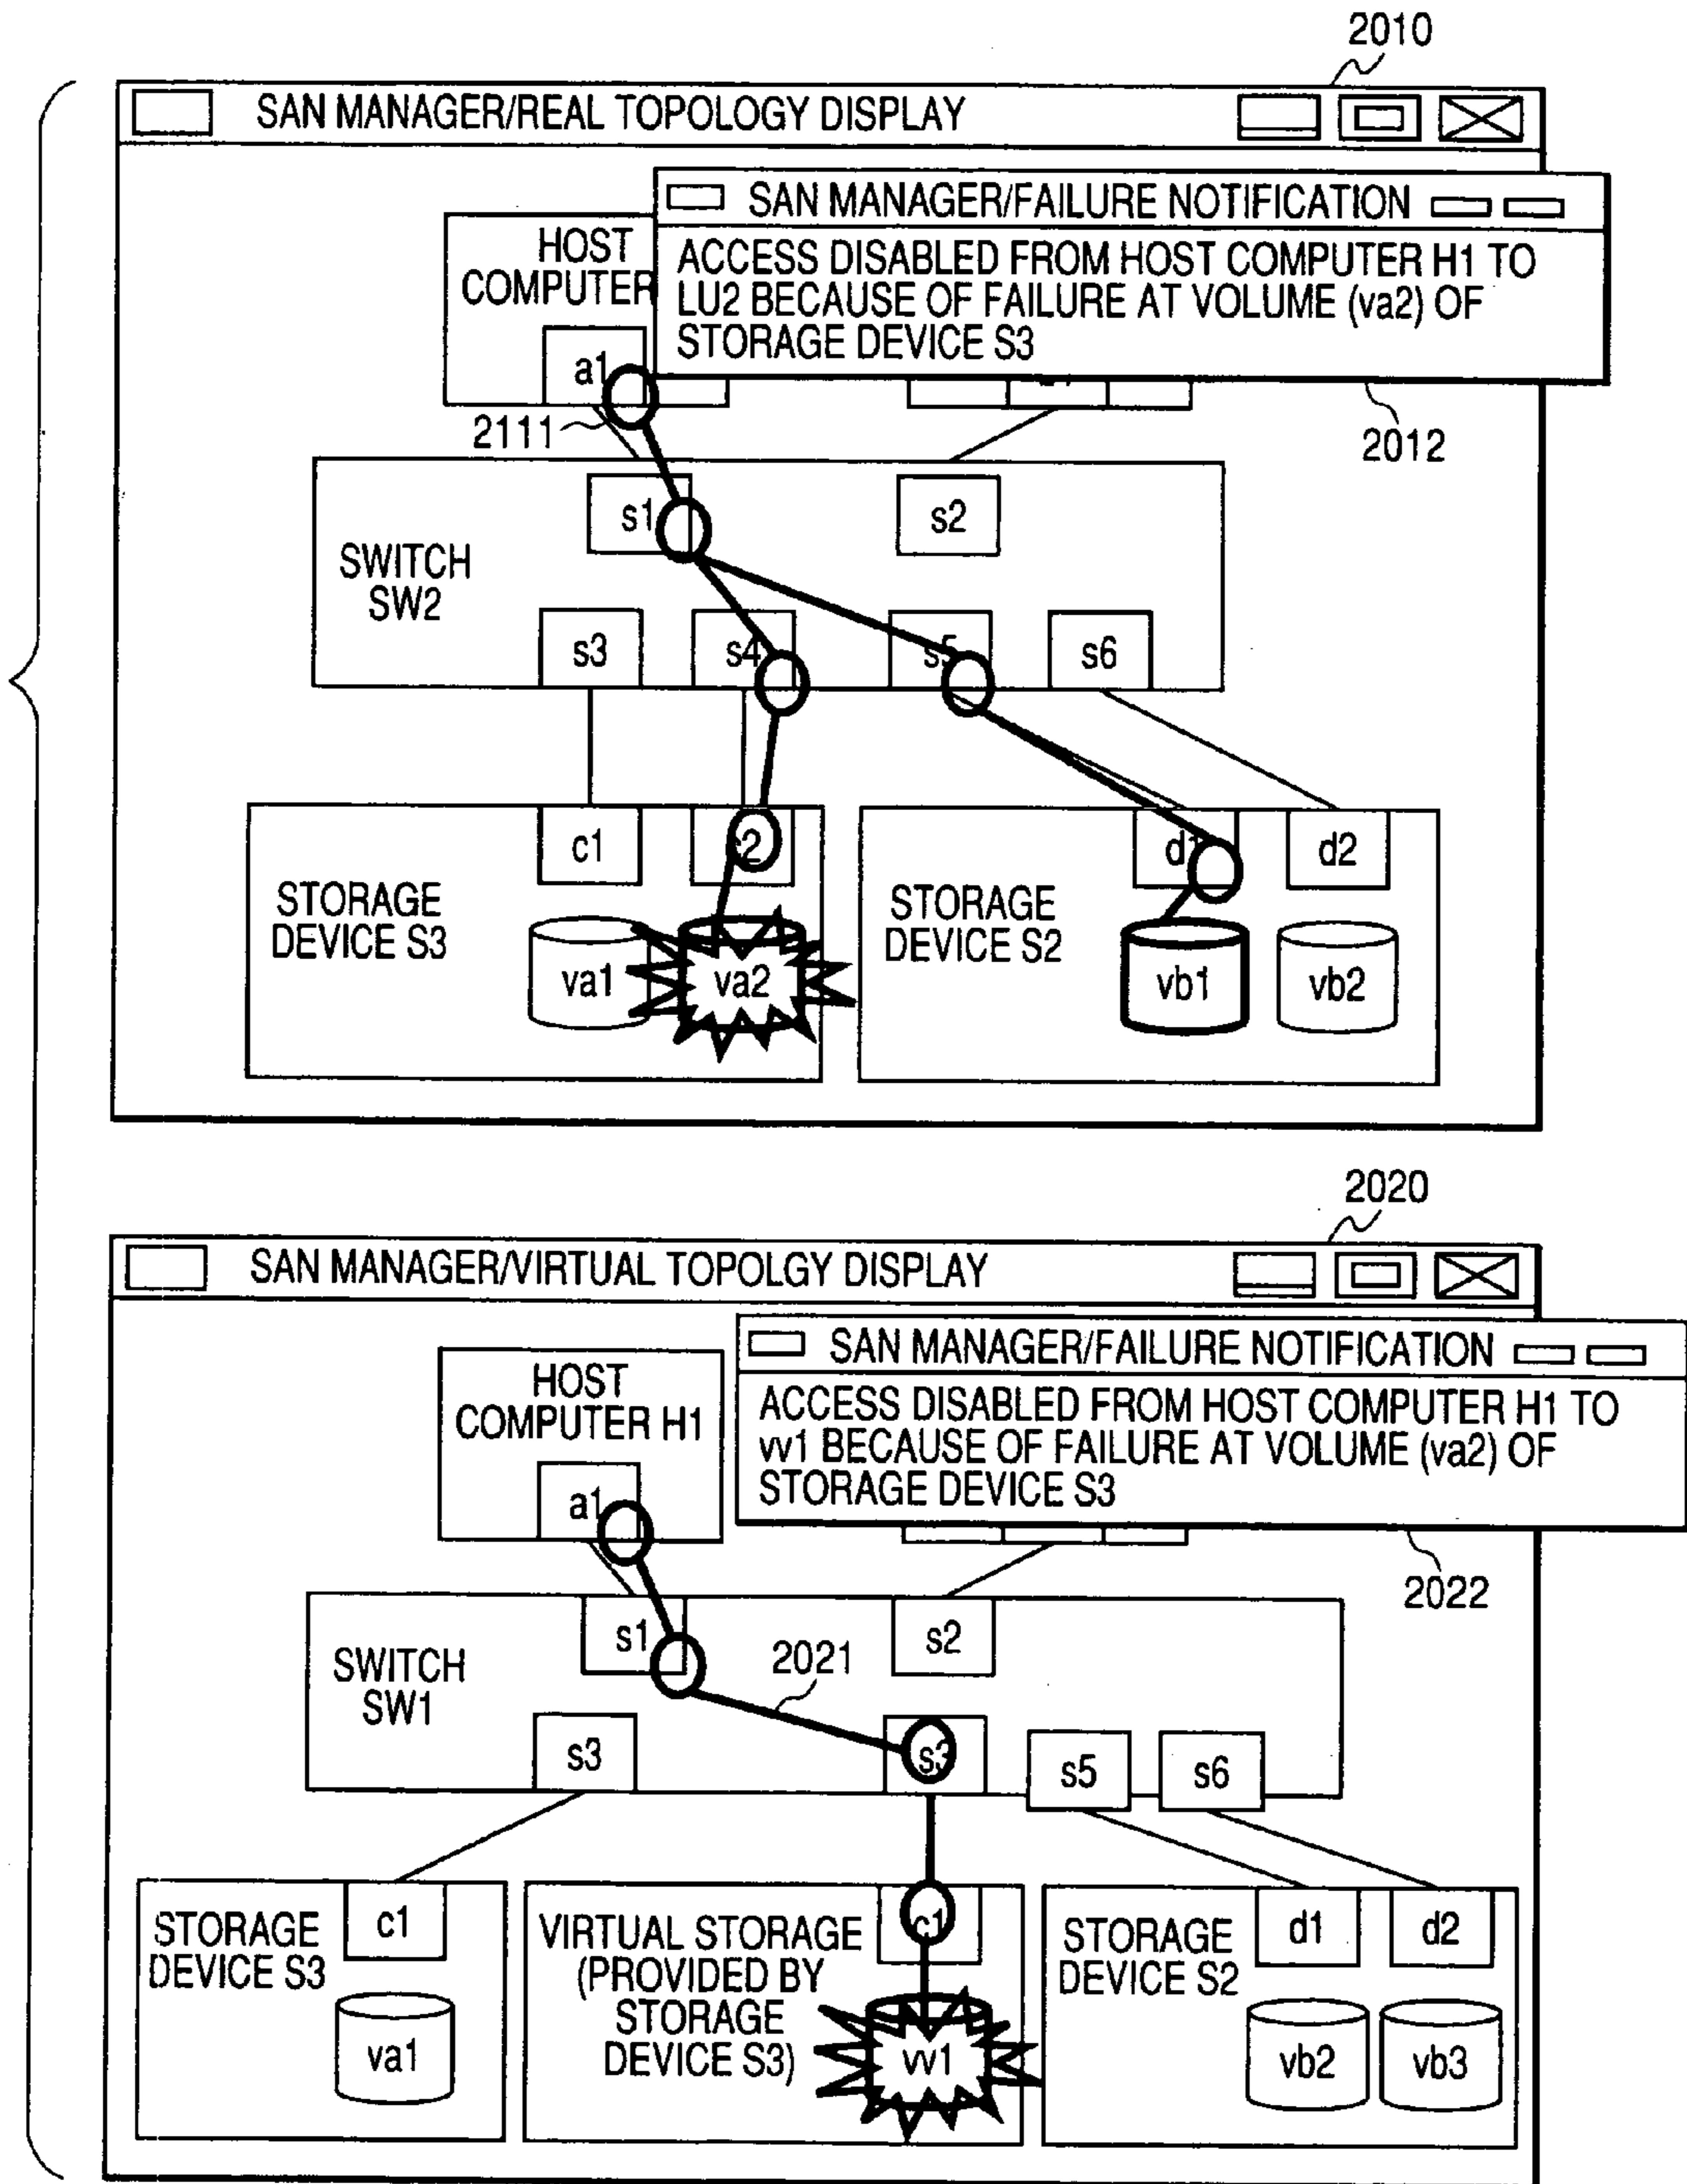 2010
SAN MANAGER/REAL TOPOLOGY DISPLAY
SAN MANAGER/FAILURE NOTIFICATION
ACCESS DISABLED FROM HOST COMPUTER H1 TO
LU2 BECAUSE OF FAILURE AT VOLUME (va2) OF
STORAGE DEVICE S3
HOST
COMPUTER
a1
2111
2012
s1
s2
SWITCH
SW2
s3
s4
s5
s6
c1
d1
d2
STORAGE
DEVICE S3
va1
va2
STORAGE
DEVICE S2
vb1
vb2
2020
SAN MANAGER/VIRTUAL TOPOLGY DISPLAY
SAN MANAGER/FAILURE NOTIFICATION
ACCESS DISABLED FROM HOST COMPUTER H1 TO
vv1 BECAUSE OF FAILURE AT VOLUME (va2) OF
STORAGE DEVICE S3
HOST
COMPUTER H1
a1
2022
s1
s2
2021
SWITCH
SW1
s3
s3
s5
s6
STORAGE
DEVICE S3
c1
va1
VIRTUAL STORAGE
(PROVIDED BY
STORAGE
DEVICE S3)
c1
vv1
STORAGE
DEVICE S2
d1
d2
vb2
vb3